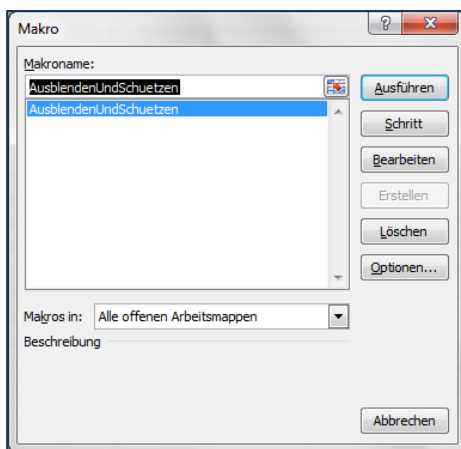 Makro
Makroname:
AusblendenUndSchuetzen
AusblendenUndSchuetzen
Ausführen
Schritt
Bearbeiten
Erstellen
Löschen
Optionen...
Makros in: Alle offenen Arbeitsmappen
Beschreibung
Abbrechen